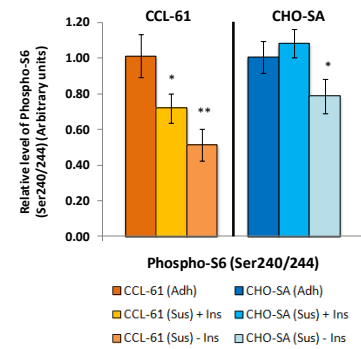 CCL-61 CHO-SA
Relative level of Phospho-S6
(Ser240/244) (Arbitrary units)
1.20
1.00
0.80
0.60
0.40
0.20
0.00
*
**
*
Phospho-S6 (Ser240/244)
CCL-61 (Adh) CHO-SA (Adh)
CCL-61 (Sus) + Ins CHO-SA (Sus) + Ins
CCL-61 (Sus) - Ins CHO-SA (Sus) - Ins